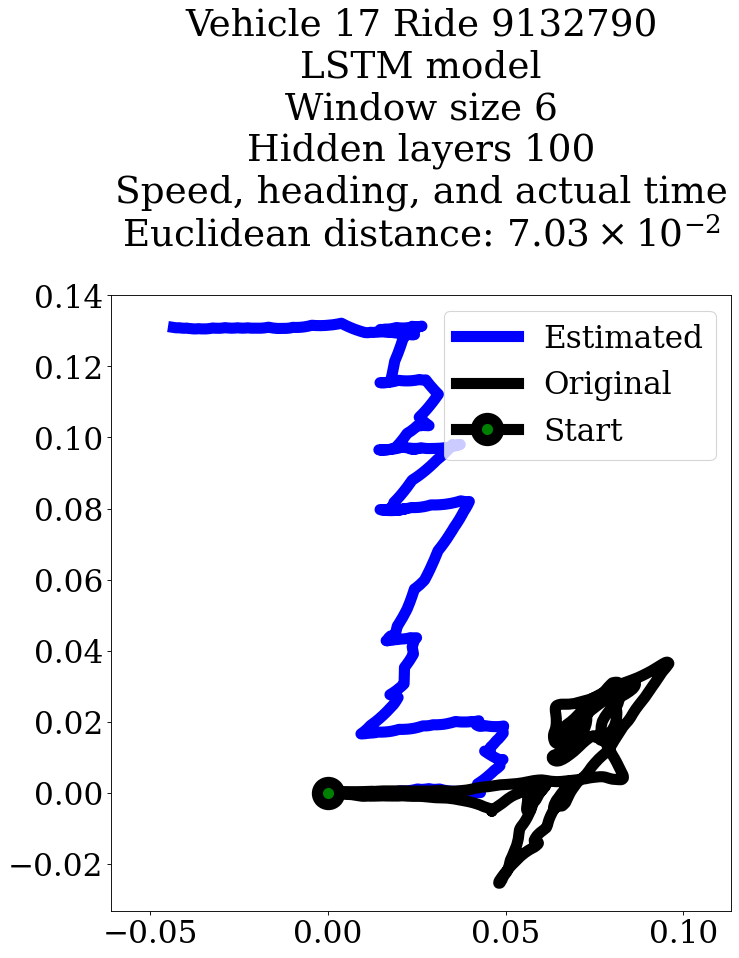 Vehicle 17 Ride 9132790
LSTM model
Window size 6
Hidden layers 100
Speed, heading, and actual time
Euclidean distance: 7.03 × 10⁻²
0.14
Estimated
0.12
Original
0.10
Start
0.08
0.06
0.04
0.02
0.00
−0.02
−0.05 0.00 0.05 0.10